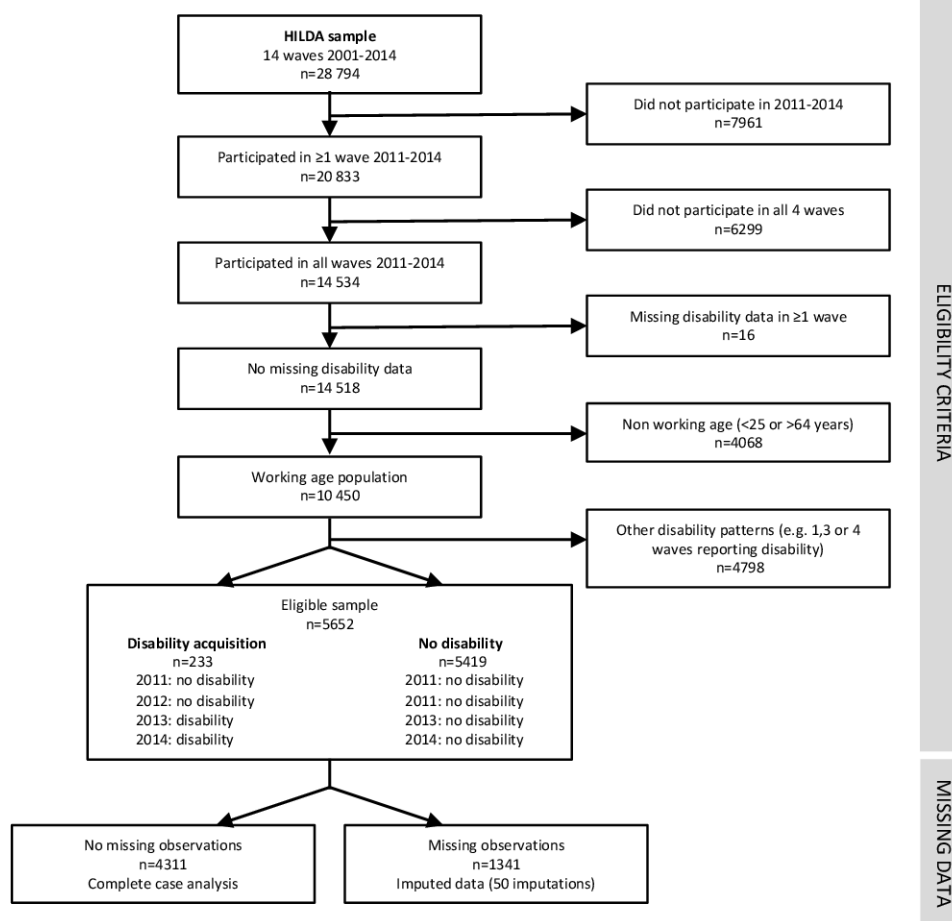 HILDA sample
14 waves 2001-2014
n=28 794
Did not participate in 2011-2014
n=7961
Participated in ≥1 wave 2011-2014
n=20 833
Did not participate in all 4 waves
n=6299
Participated in all waves 2011-2014
n=14 534
Missing disability data in ≥1 wave
n=16
No missing disability data
n=14 518
Non working age (<25 or >64 years)
n=4068
Working age population
n=10 450
Other disability patterns (e.g. 1,3 or 4
waves reporting disability)
n=4798
Eligible sample
n=5652
Disability acquisition
n=233
2011: no disability
2012: no disability
2013: disability
2014: disability
No disability
n=5419
2011: no disability
2011: no disability
2013: no disability
2014: no disability
No missing observations
n=4311
Complete case analysis
Missing observations
n=1341
Imputed data (50 imputations)
ELIGIBILITY CRITERIA
MISSING DATA